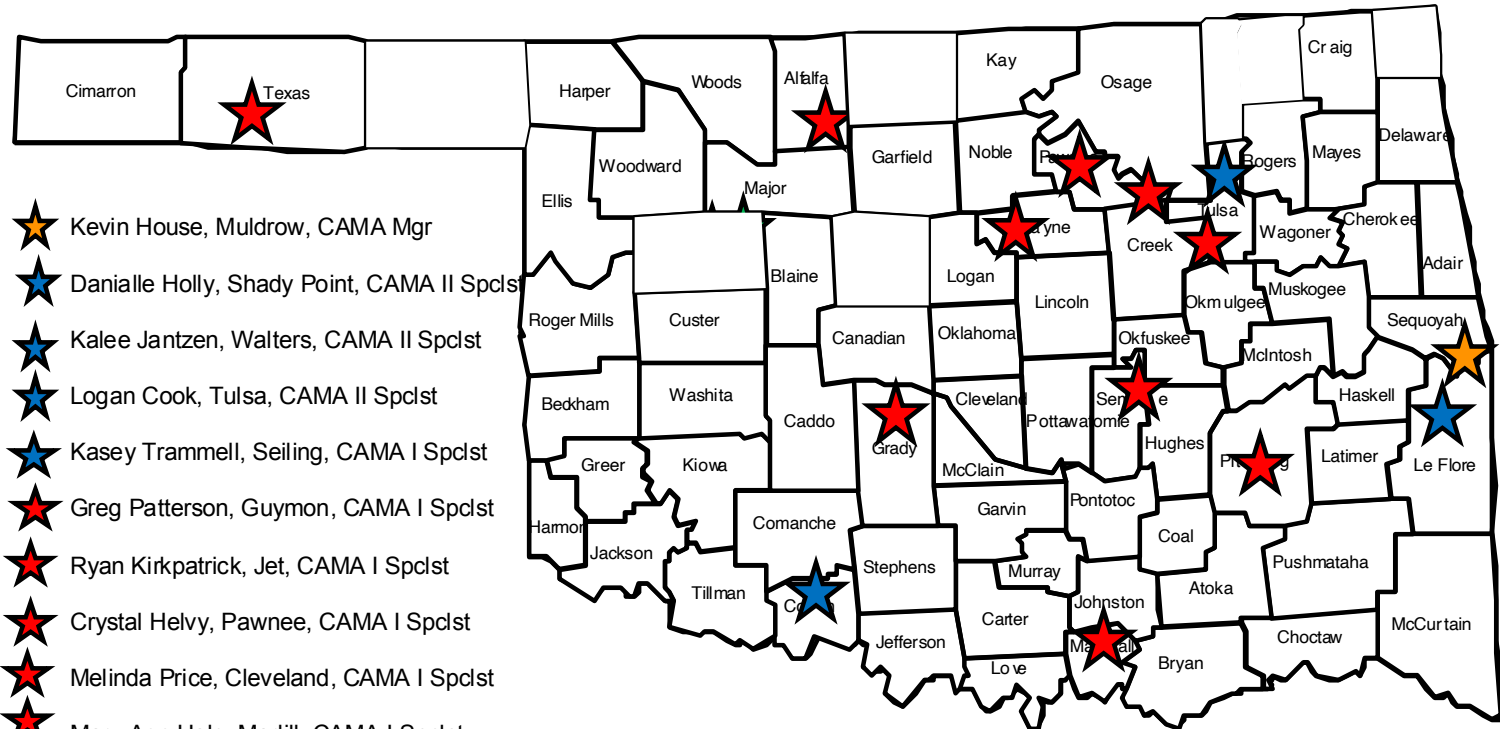 Craig
Kay
Osage
Cimarron
Texas
Harper
Woods
Alfalfa
Delaware
Garfield
Noble
Rogers
Mayes
Woodward
Major
Ellis
Tulsa
Cherokee
Kevin House, Muldrow, CAMA Mgr
Creek
Wagoner
Adair
Danialle Holly, Shady Point, CAMA II Spclst
Blaine
Logan
Muskogee
Lincoln
Okmulgee
Roger Mills
Custer
Sequoyah
Kalee Jantzen, Walters, CAMA II Spclst
Canadian
Oklahoma
Okfuskee
McIntosh
Logan Cook, Tulsa, CAMA II Spclst
Beckham
Washita
Cleveland
Haskell
Caddo
Pottawatomie
Kasey Trammell, Seiling, CAMA I Spclst
Grady
Hughes
Greer
Kiowa
McClain
Latimer
Le Flore
Greg Patterson, Guymon, CAMA I Spclst
Garvin
Pontotoc
Harmon
Comanche
Coal
Jackson
Ryan Kirkpatrick, Jet, CAMA I Spclst
Stephens
Murray
Pushmataha
Tillman
Atoka
Johnston
Crystal Helvy, Pawnee, CAMA I Spclst
Carter
McCurtain
Jefferson
Choctaw
Love
Bryan
Melinda Price, Cleveland, CAMA I Spclst